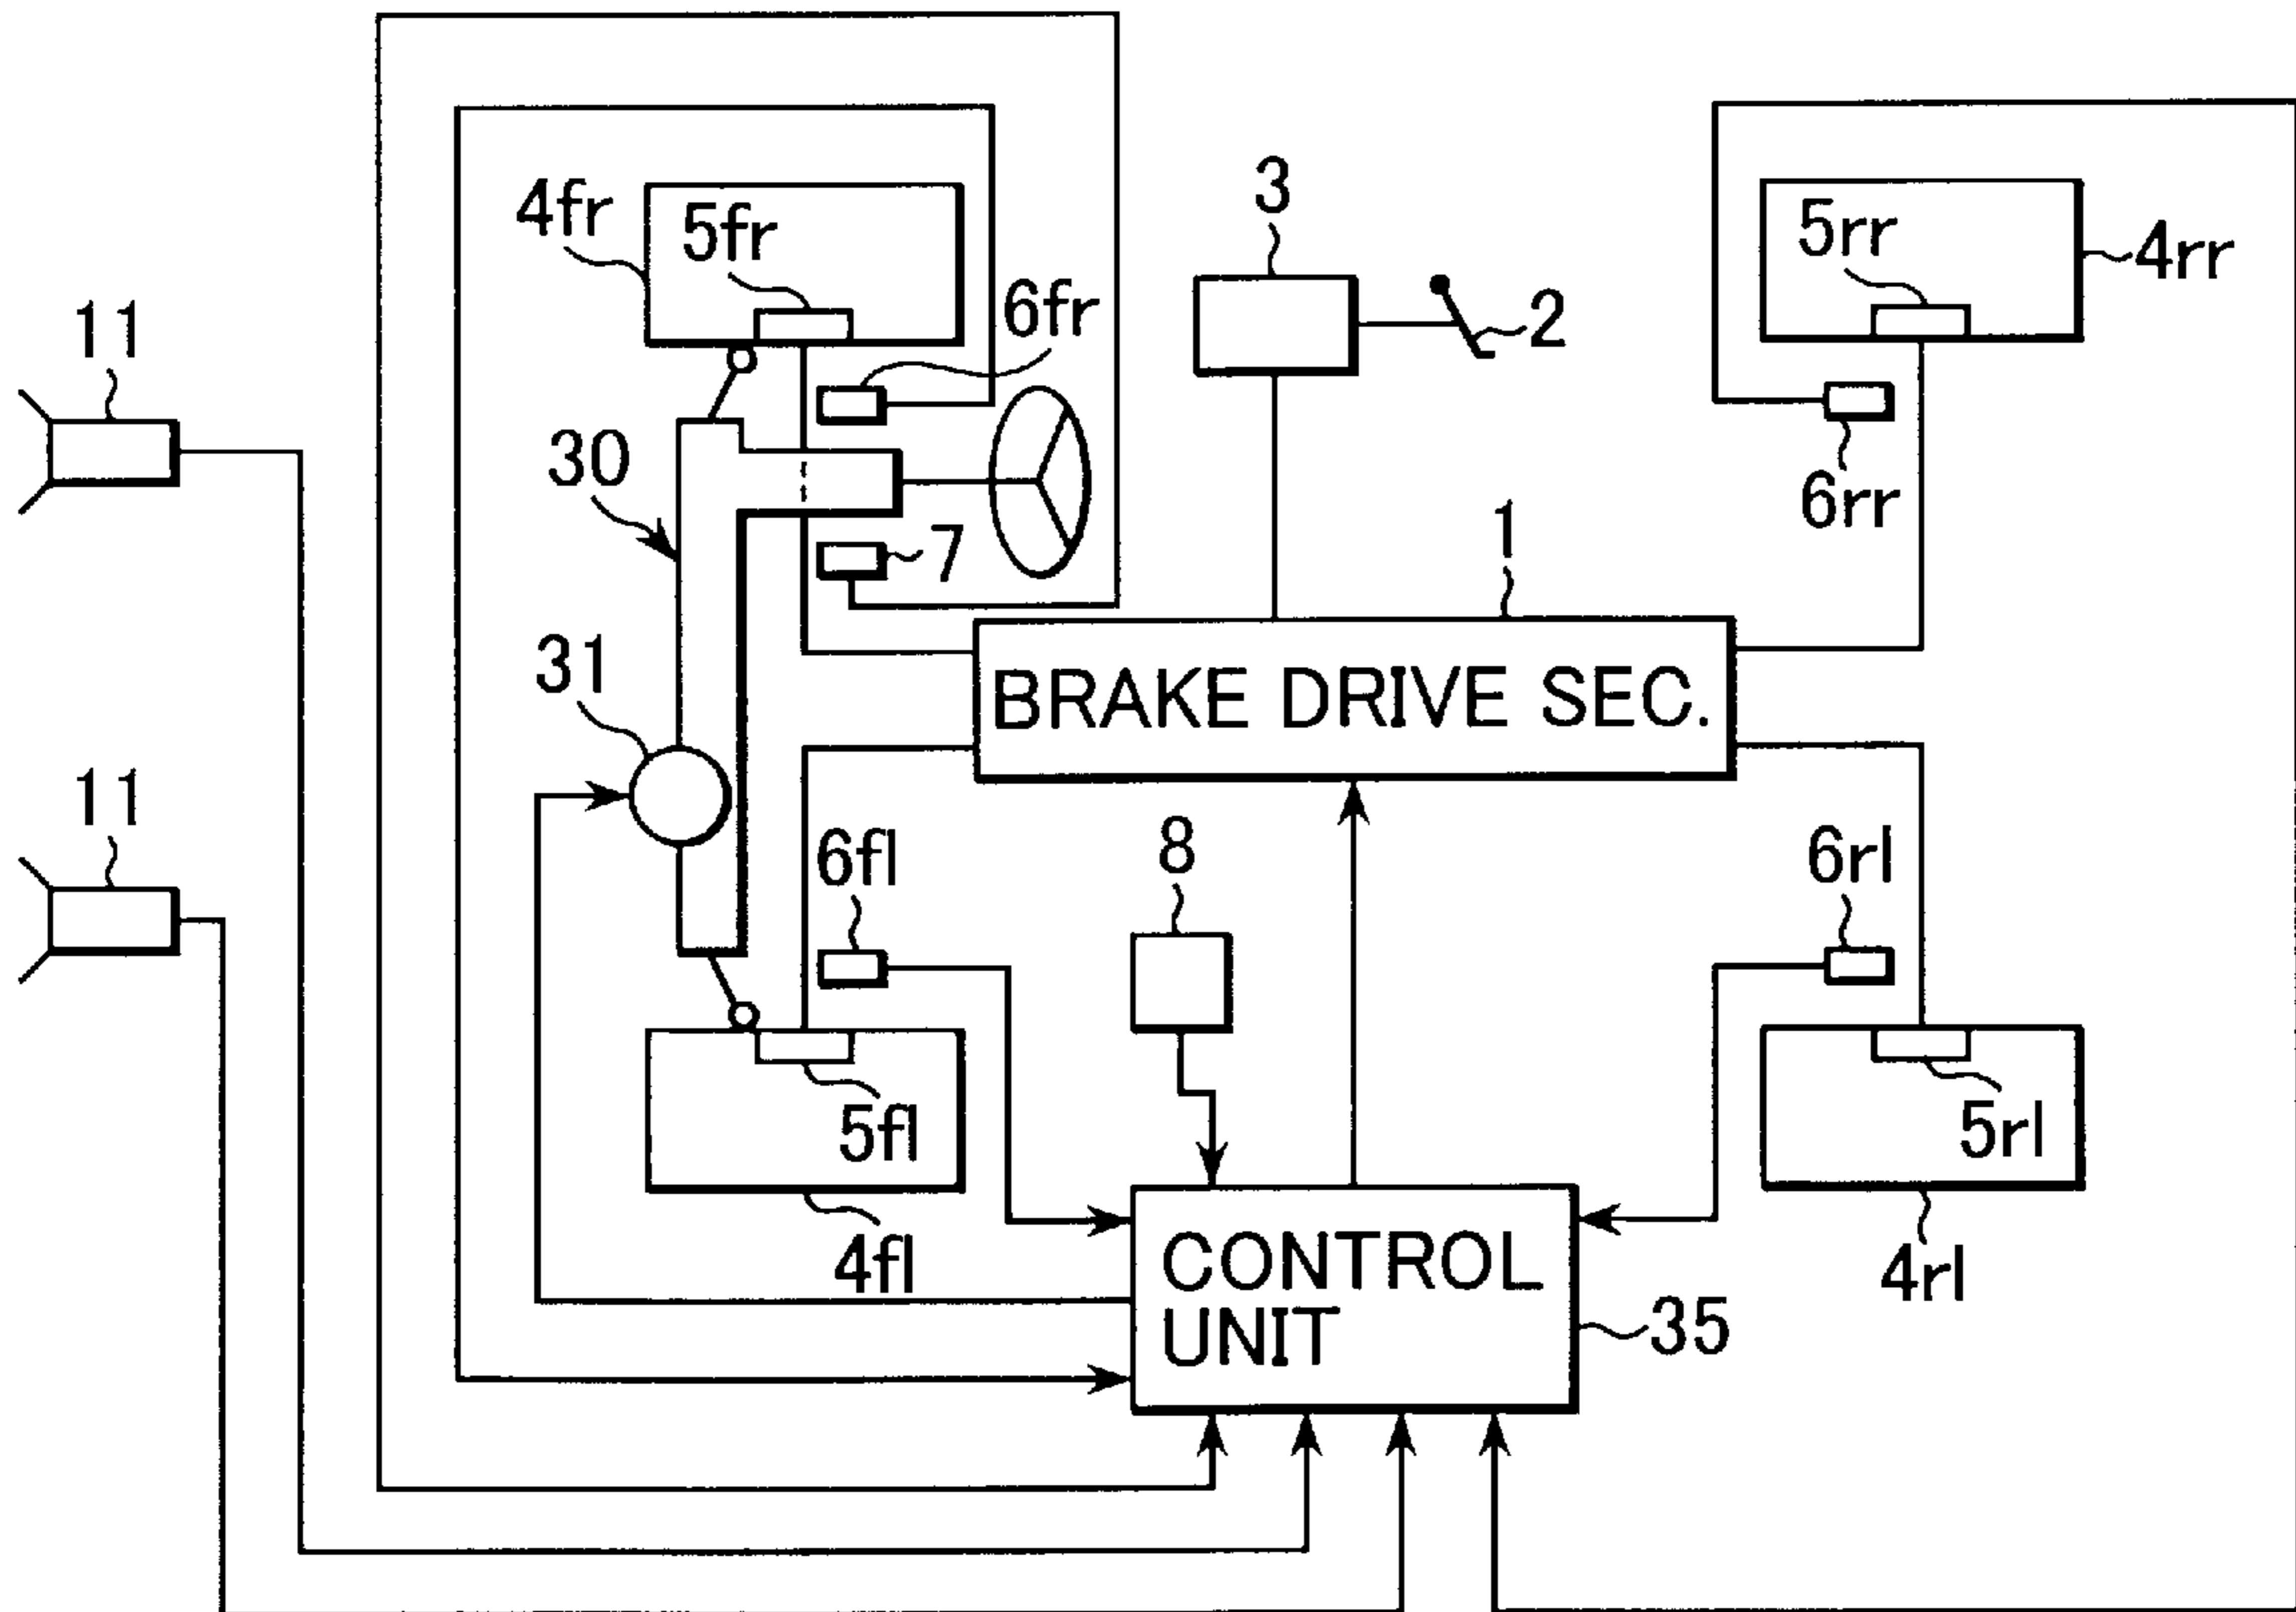 3
4fr
5fr
5rr
4rr
6fr
2
11
30
6rr
7
1
31
BRAKE DRIVE SEC.
11
6fl
8
6rl
5fl
5rl
4fl
CONTROL
UNIT
4rl
35